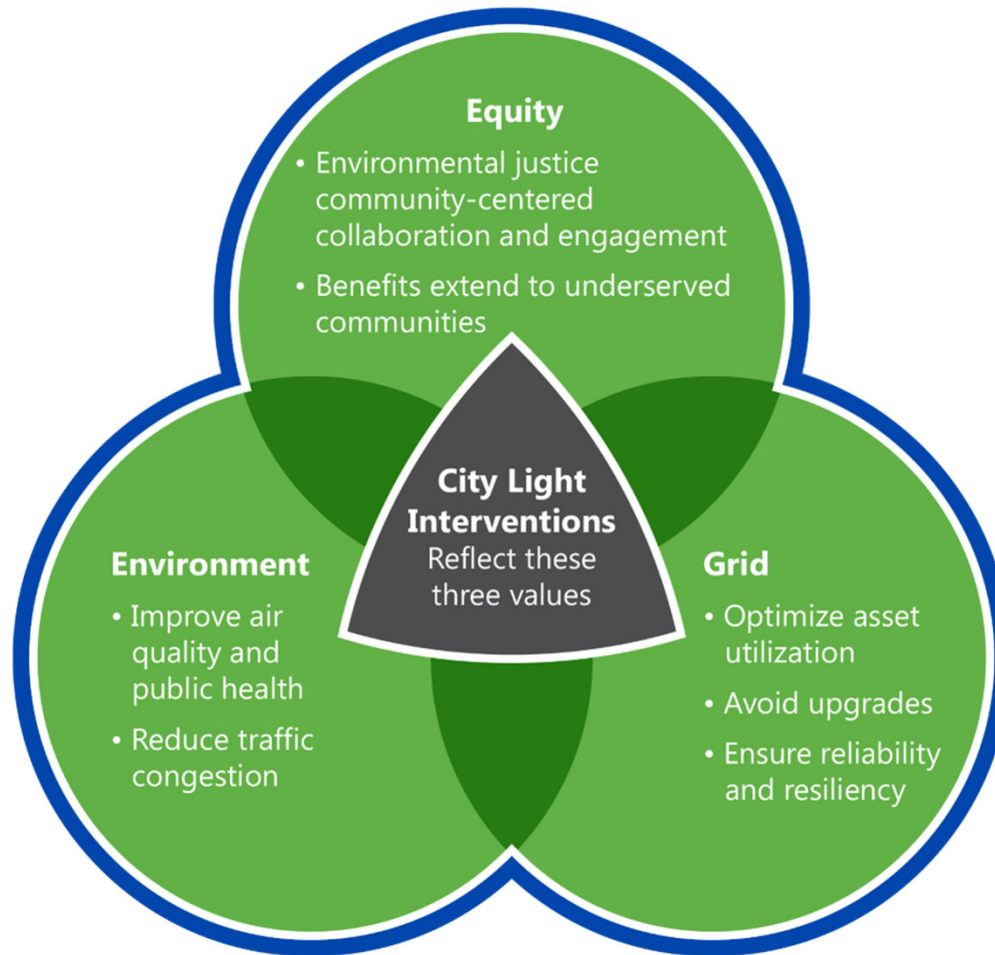 Equity
• Environmental justice
community-centered
collaboration and engagement
• Benefits extend to underserved
communities
City Light
Interventions
Reflect these
three values
Environment
• Improve air
quality and
public health
• Reduce traffic
congestion
Grid
• Optimize asset
utilization
• Avoid upgrades
• Ensure reliability
and resiliency